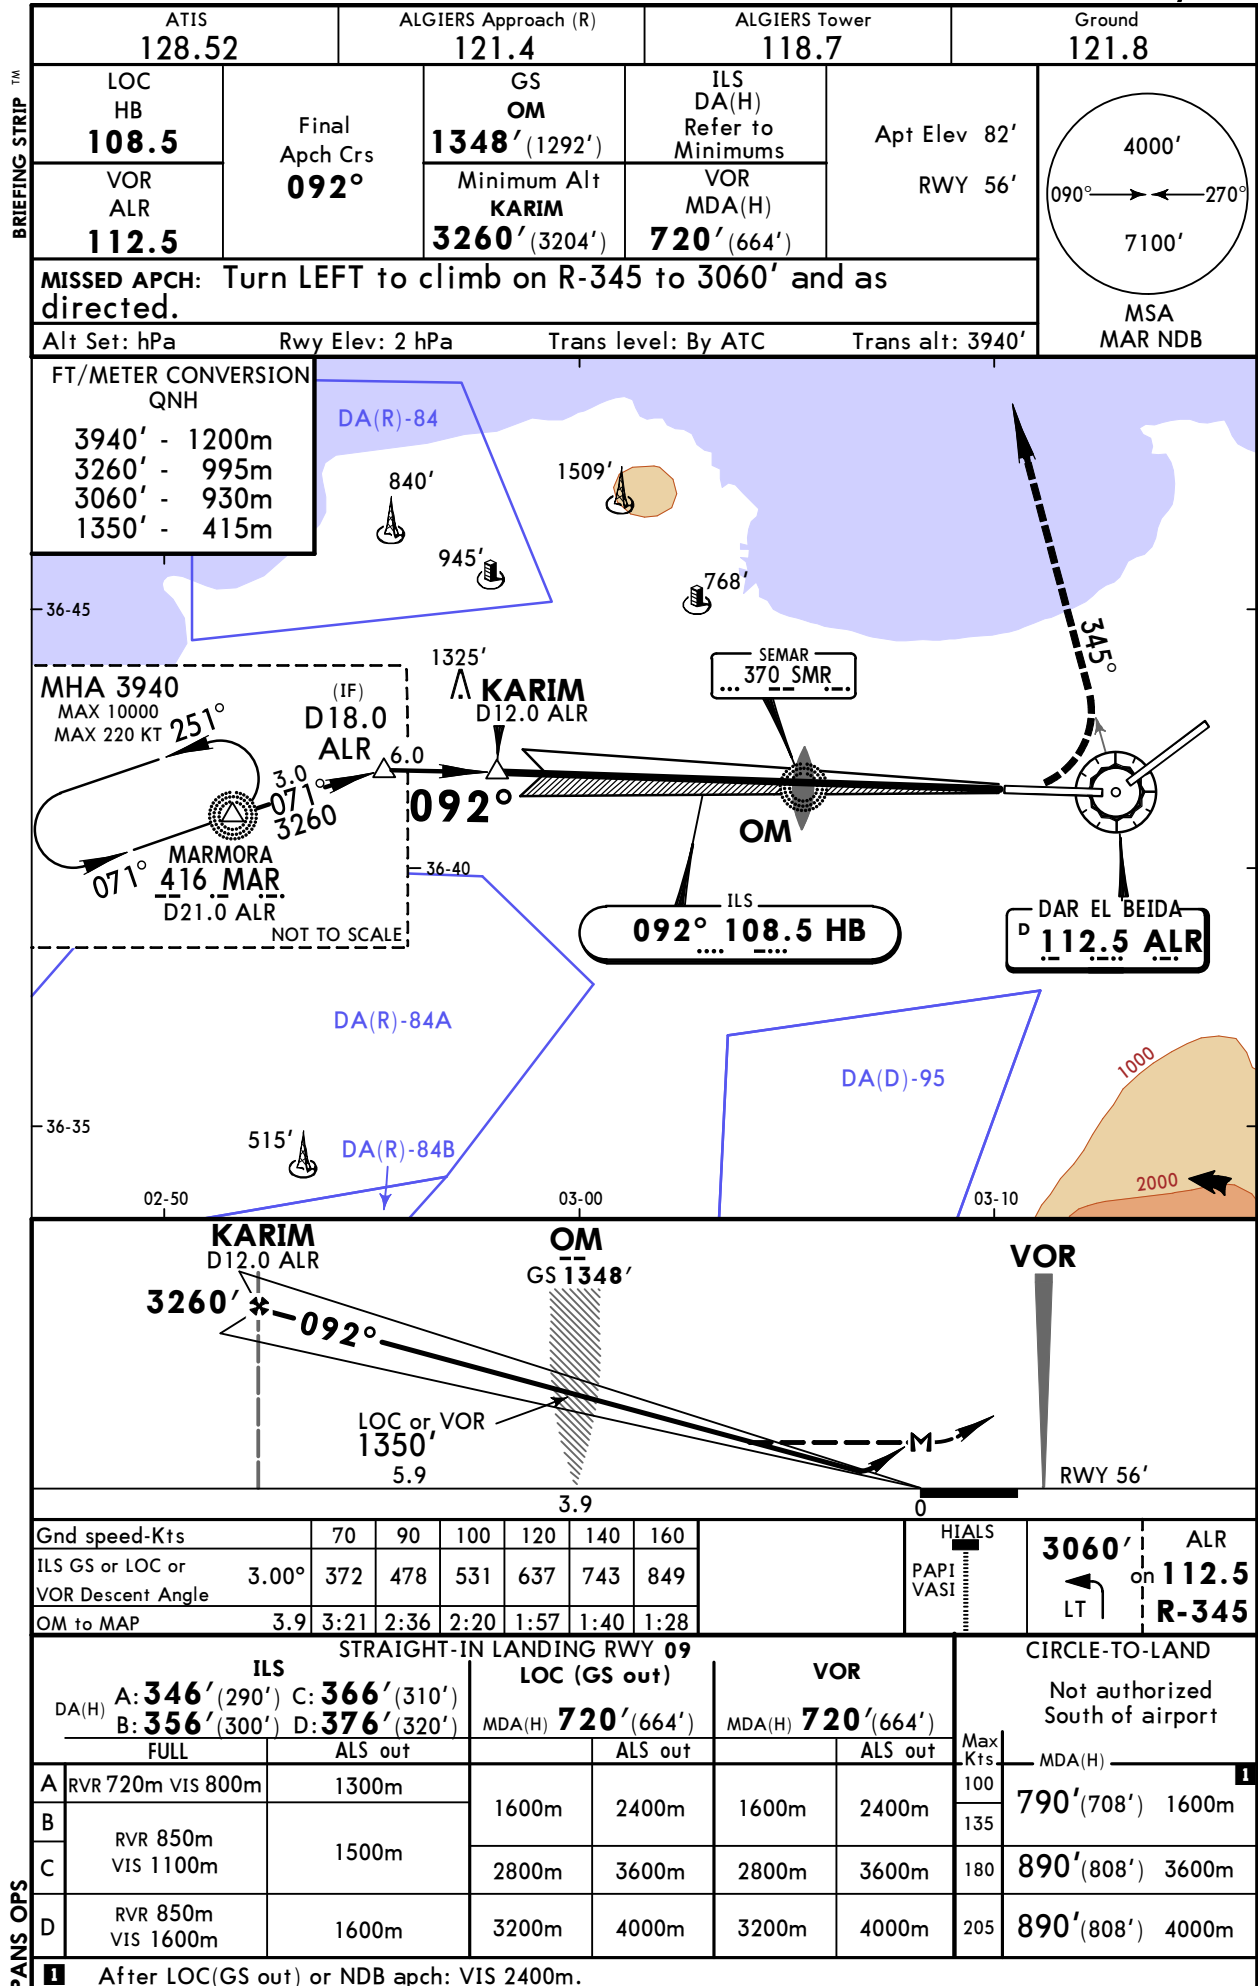 ATIS
128.52
ALGIERS Approach (R)
121.4
ALGIERS Tower
118.7
Ground
121.8
BRIEFING STRIP TM
LOC
HB
108.5
Final
Apch Crs
092°
GS
OM
1348' (1292')
ILS
DA(H)
Refer to
Minimums
Apt Elev 82'
RWY 56'
VOR
ALR
112.5
Minimum Alt
KARIM
3260' (3204')
VOR
MDA(H)
720' (664')
4000'
090°
270°
7100'
MSA
MAR NDB
MISSED APCH: Turn LEFT to climb on R-345 to 3060' and as
directed.
Alt Set: hPa Rwy Elev: 2 hPa Trans level: By ATC Trans alt: 3940'
FT/METER CONVERSION
QNH
3940' - 1200m
3260' - 995m
3060' - 930m
1350' - 415m
DA(R)-84
840'
1509'
945'
768'
36-45
345°
MHA 3940
MAX 10000
MAX 220 KT
251°
(IF)
D18.0
ALR
6.0
1325'
KARIM
D12.0 ALR
SEMAR
370 SMR
3.0
071°
3260
092°
OM
071°
MARMORA
416 MAR
D21.0 ALR
NOT TO SCALE
36-40
ILS
092° 108.5 HB
DAR EL BEIDA
D 112.5 ALR
DA(R)-84A
DA(D)-95
1000
36-35
515'
DA(R)-84B
2000
02-50
03-00
03-10
KARIM
D12.0 ALR
OM
GS 1348'
VOR
3260'
092°
LOC or VOR
1350'
M
5.9
RWY 56'
3.9
0
Gnd speed-Kts 70 90 100 120 140 160
ILS GS or LOC or
VOR Descent Angle 3.00° 372 478 531 637 743 849
OM to MAP 3.9 3:21 2:36 2:20 1:57 1:40 1:28
HIALS
PAPI
VASI
3060'
LT
on
ALR
112.5
R-345
STRAIGHT-IN LANDING RWY 09
CIRCLE-TO-LAND
ILS
LOC (GS out)
VOR
Not authorized
South of airport
DA(H) A: 346' (290') C: 366' (310')
B: 356' (300') D: 376' (320')
MDA(H) 720' (664')
MDA(H) 720' (664')
FULL ALS out ALS out ALS out
Max
Kts
MDA(H)
1
A RVR 720m VIS 800m 1300m
B
RVR 850m
VIS 1100m
1500m
1600m 2400m 1600m 2400m
100
135
790' (708') 1600m
C 2800m 3600m 2800m 3600m 180 890' (808') 3600m
D RVR 850m
VIS 1600m
1600m 3200m 4000m 3200m 4000m 205 890' (808') 4000m
PANS OPS
1 After LOC(GS out) or NDB apch: VIS 2400m.